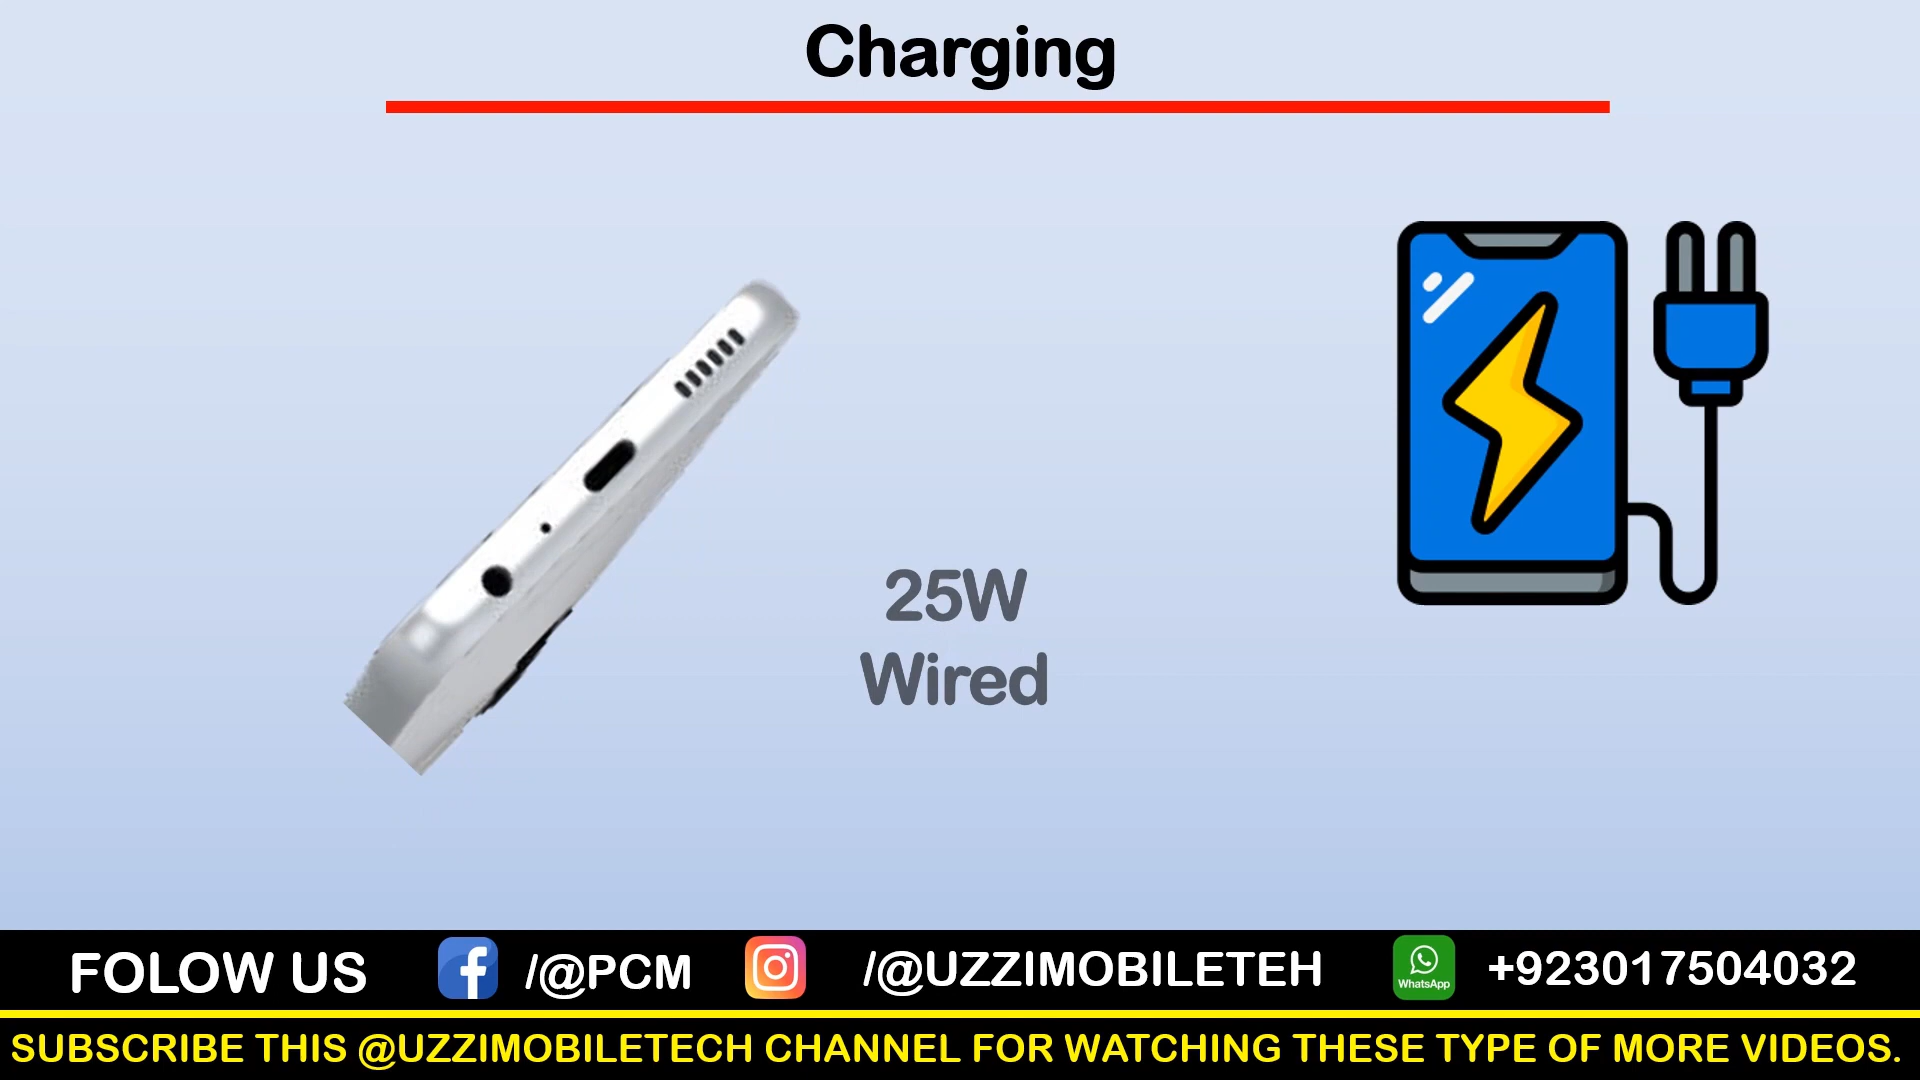 Charging
25W
Wired
FOLOW US /@PCM /@UZZIMOBILETEH WhatsApp +923017504032
SUBSCRIBE THIS @UZZIMOBILETECH CHANNEL FOR WATCHING THESE TYPE OF MORE VIDEOS.